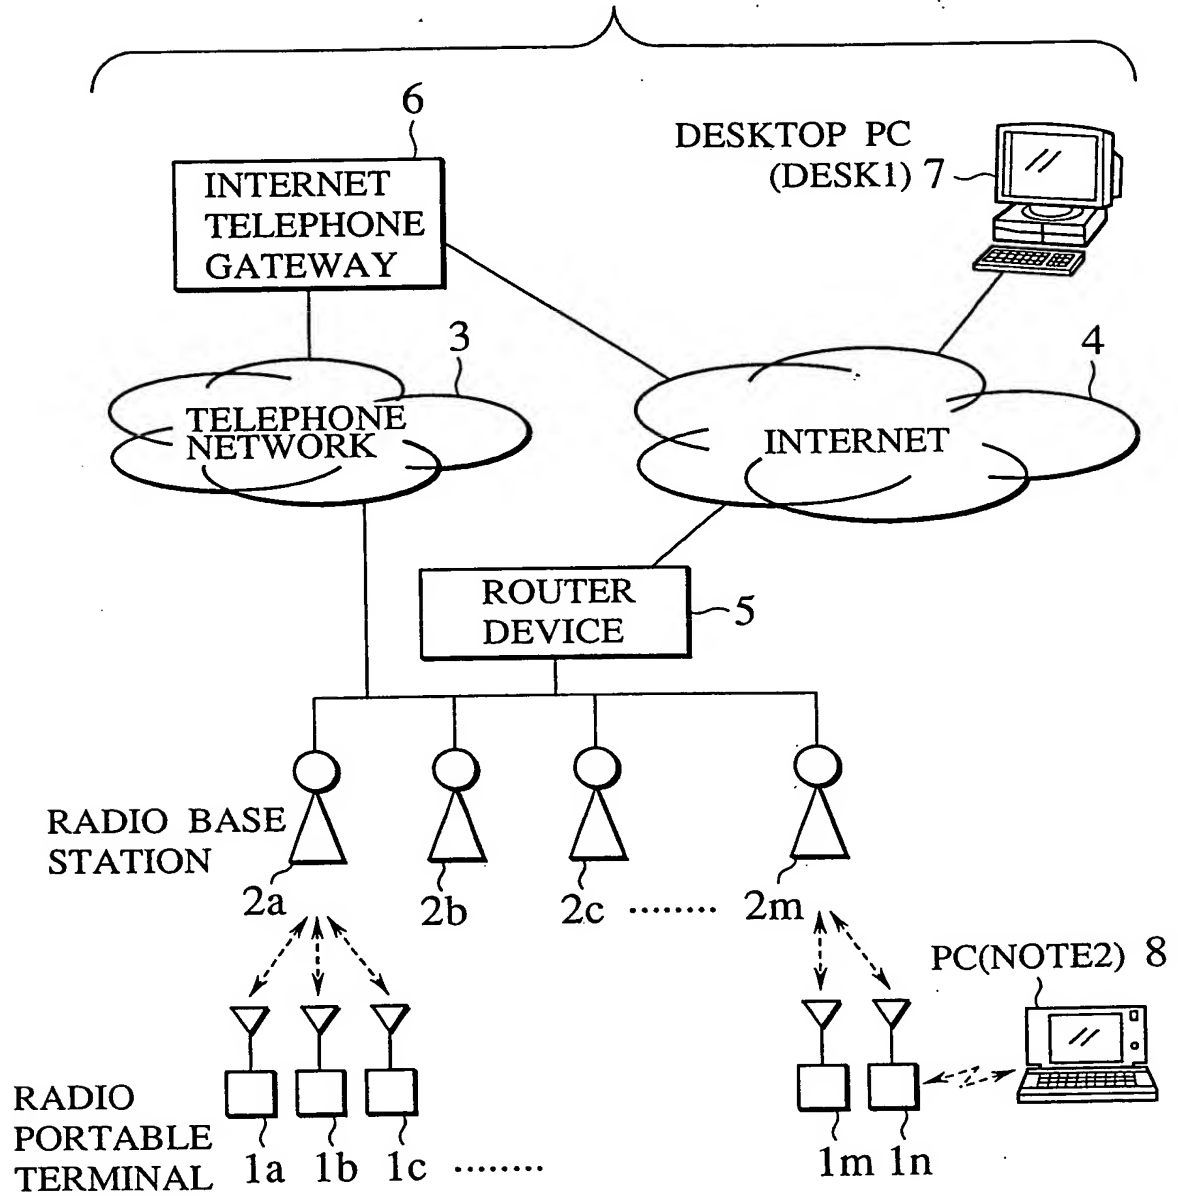 6
DESKTOP PC
(DESK1) 7
INTERNET
TELEPHONE
GATEWAY
3
4
TELEPHONE
NETWORK
INTERNET
ROUTER
DEVICE
5
RADIO BASE
STATION
2a
2b
2c ........ 2m
PC(NOTE2) 8
RADIO
PORTABLE
TERMINAL
1a 1b 1c ........ 1m 1n